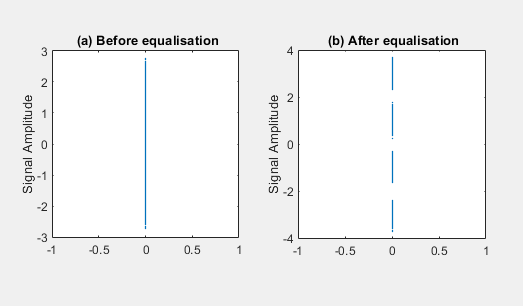 (a) Before equalisation
Signal Amplitude
3
2
1
0
-1
-2
-3
-1 -0.5 0 0.5 1
(b) After equalisation
Signal Amplitude
4
2
0
-2
-4
-1 -0.5 0 0.5 1